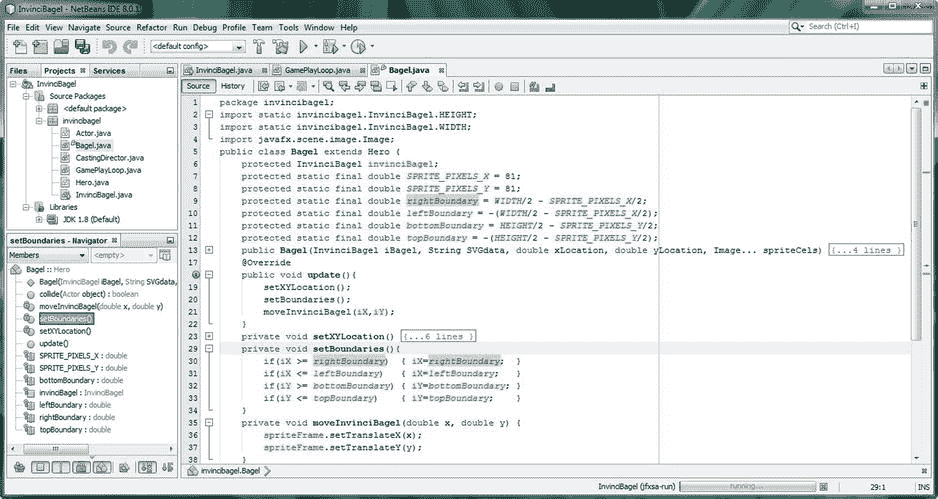 InvinciBagel - NetBeans IDE 8.0.1
File Edit View Navigate Source Refactor Run Debug Profile Team Tools Window Help
Search (Ctrl+I)
<default config>
Files Projects Services
InvinciBagel
Source Packages
<default package>
invincibagel
Actor.java
Bagel.java
CastingDirector.java
GamePlayLoop.java
Hero.java
InvinciBagel.java
Libraries
JDK 1.8 (Default)
setBoundaries - Navigator
Members <empty>
Bagel :: Hero
Bagel(InvinciBagel iBagel, String SVGdata,
collide(Actor object) : boolean
moveInvinciBagel(double x, double y)
setBoundaries()
setXYLocation()
update()
SPRITE_PIXELS_X : double
SPRITE_PIXELS_Y : double
bottomBoundary : double
invinciBagel : InvinciBagel
leftBoundary : double
rightBoundary : double
topBoundary : double
InvinciBagel.java GamePlayLoop.java Bagel.java
Source History
1 package invincibagel;
2 import static invincibagel.InvinciBagel.HEIGHT;
3 import static invincibagel.InvinciBagel.WIDTH;
4 import javafx.scene.image.Image;
5 public class Bagel extends Hero {
6 protected InvinciBagel invinciBagel;
7 protected static final double SPRITE_PIXELS_X = 81;
8 protected static final double SPRITE_PIXELS_Y = 81;
9 protected static final double rightBoundary = WIDTH/2 - SPRITE_PIXELS_X/2;
10 protected static final double leftBoundary = -(WIDTH/2 - SPRITE_PIXELS_X/2);
11 protected static final double bottomBoundary = HEIGHT/2 - SPRITE_PIXELS_Y/2;
12 protected static final double topBoundary = -(HEIGHT/2 - SPRITE_PIXELS_Y/2);
13 public Bagel(InvinciBagel iBagel, String SVGdata, double xLocation, double yLocation, Image... spriteCels) {...4 lines }
17 @Override
public void update(){
19 setXYLocation();
20 setBoundaries();
21 moveInvinciBagel(iX,iY);
22 }
23 private void setXYLocation() {...6 lines }
29 private void setBoundaries(){
30 if(iX >= rightBoundary) { iX=rightBoundary; }
31 if(iX <= leftBoundary) { iX=leftBoundary; }
32 if(iY >= bottomBoundary) { iY=bottomBoundary; }
33 if(iY <= topBoundary) { iY=topBoundary; }
34 }
35 private void moveInvinciBagel(double x, double y) {
36 spriteFrame.setTranslateX(x);
37 spriteFrame.setTranslateY(y);
38 }
invincibagel.Bagel
InvinciBagel (jfxsa-run) running... 29:1 INS